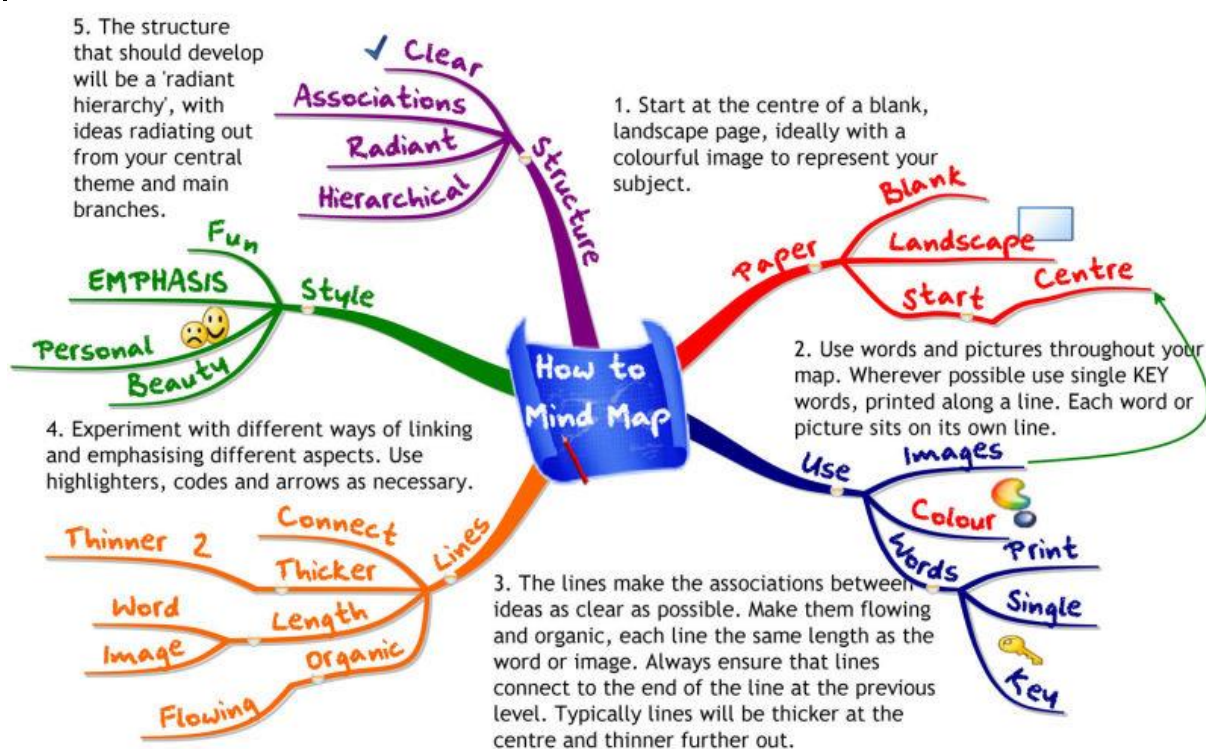 5. The structure
that should develop
will be a 'radiant
hierarchy', with
ideas radiating out
from your central
theme and main
branches.
Clear
Associations
Radiant
Hierarchical
Structure
1. Start at the centre of a blank,
landscape page, ideally with a
colourful image to represent your
subject.
Paper
Blank
Landscape
Start
Centre
Fun
EMPHASIS
Personal
Beauty
Style
How to
Mind Map
2. Use words and pictures throughout your
map. Wherever possible use single KEY
words, printed along a line. Each word or
picture sits on its own line.
Use
Images
Colour
Words
Print
Single
Key
4. Experiment with different ways of linking
and emphasising different aspects. Use
highlighters, codes and arrows as necessary.
Lines
Connect
Thicker
Thinner 2
Length
Word
Image
Organic
Flowing
3. The lines make the associations between
ideas as clear as possible. Make them flowing
and organic, each line the same length as the
word or image. Always ensure that lines
connect to the end of the line at the previous
level. Typically lines will be thicker at the
centre and thinner further out.